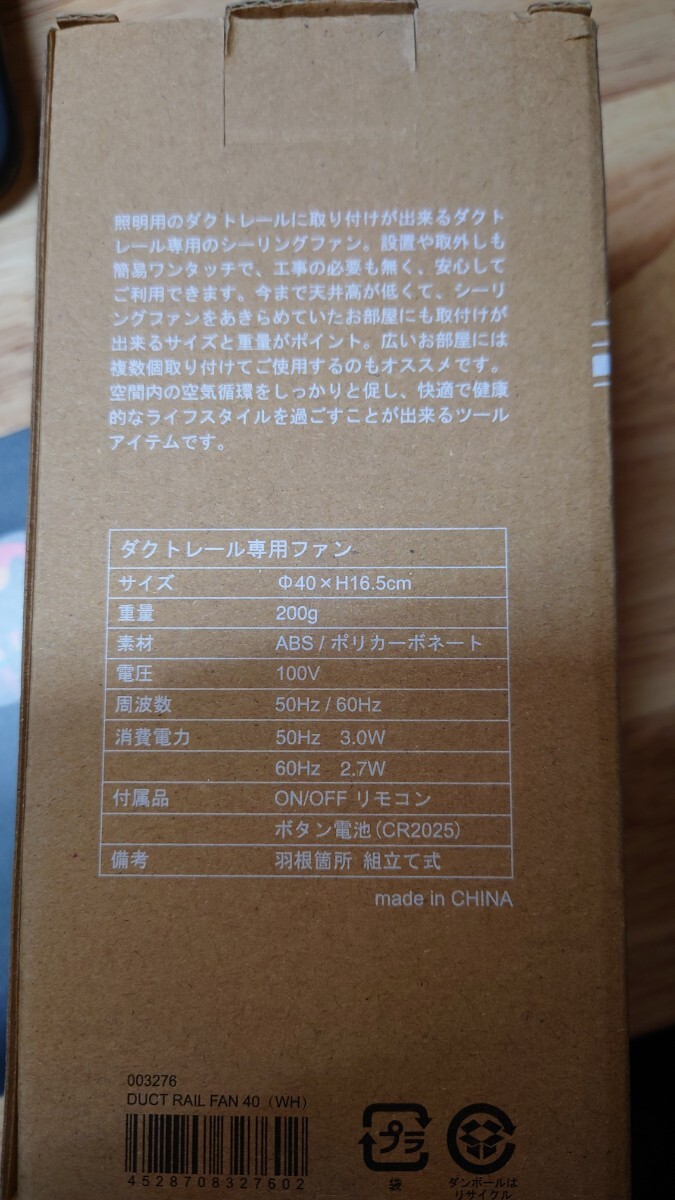 照明用のダクトレールに取り付けが出来るダクト
レール専用のシーリングファン。設置や取外しも
簡易ワンタッチで、工事の必要も無く、安心して
ご利用できます。今まで天井高が低くて、シーリ
ングファンをあきらめていたお部屋にも取付けが
出来るサイズと重量がポイント。広いお部屋には
複数個取り付けてご使用するのもオススメです。
空間内の空気循環をしっかりと促し、快適で健康
的なライフスタイルを過ごすことが出来るツール
アイテムです。
ダクトレール専用ファン
サイズ Φ40×H16.5cm
重量 200g
素材 ABS / ポリカーボネート
電圧 100V
周波数 50Hz / 60Hz
消費電力 50Hz 3.0W
60Hz 2.7W
付属品 ON/OFF リモコン
ボタン電池(CR2025)
備考 羽根箇所 組立て式
made in CHINA
003276
DUCT RAIL FAN 40（WH）
4528708327602
プラ
袋
ダンボールは
リサイクル